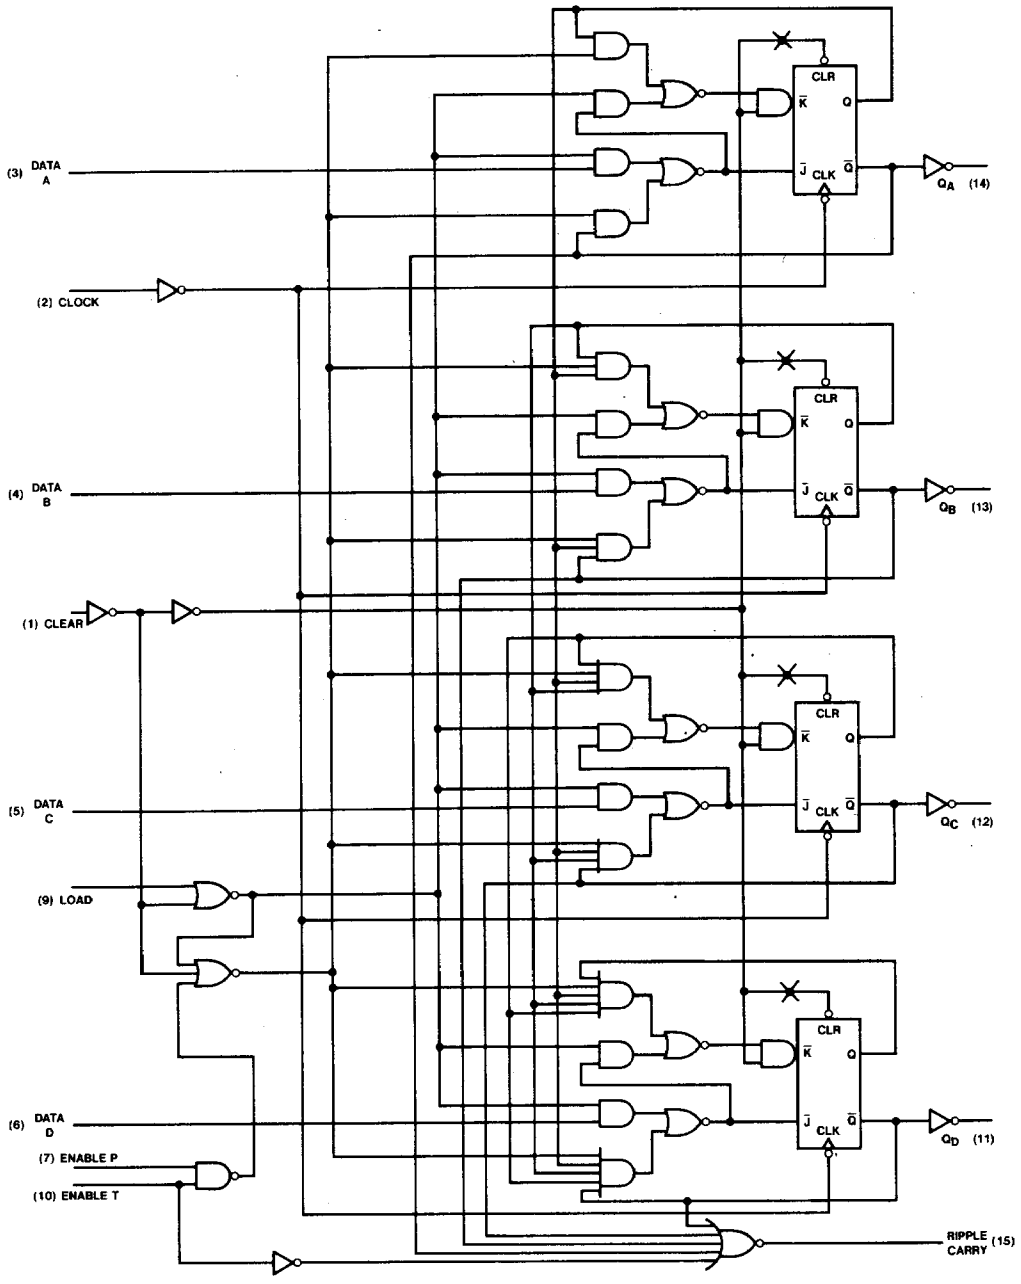 CLR
K̅ Q
(3) DATA
A
J̅ CLK Q̅
QA (14)
(2) CLOCK
CLR
K̅ Q
(4) DATA
B
J̅ CLK Q̅
QB (13)
(1) CLEAR
CLR
K̅ Q
(5) DATA
C
J̅ CLK Q̅
QC (12)
(9) LOAD
CLR
K̅ Q
(6) DATA
D
J̅ CLK Q̅
QD (11)
(7) ENABLE P
(10) ENABLE T
RIPPLE
CARRY (15)